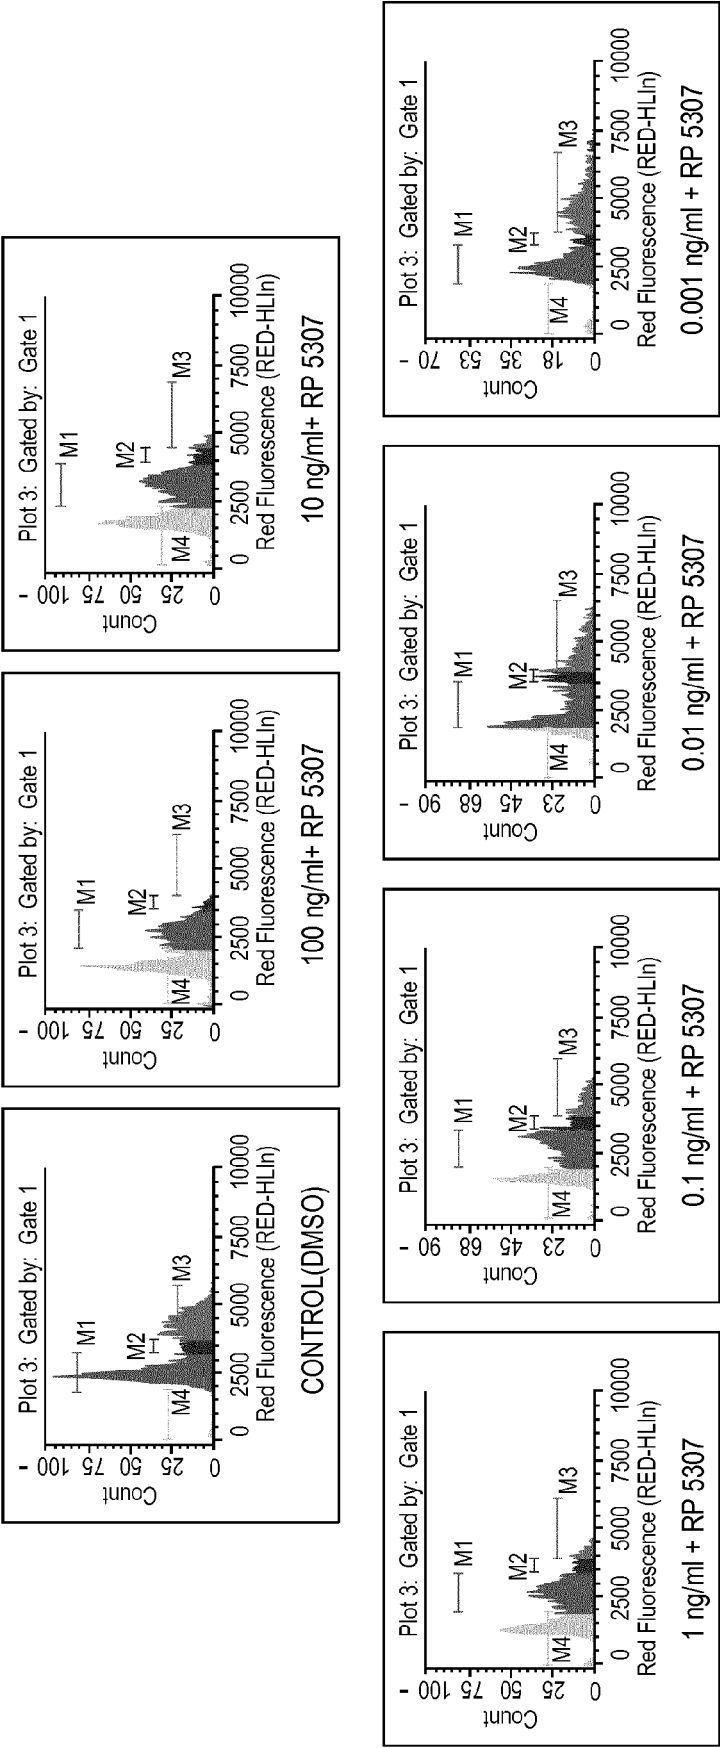 Plot 3: Gated by: Gate 1
100
75
50
25
0
Count
M1
M2
M3
M4
0 2500 5000 7500 10000
Red Fluorescence (RED-HLIn)
CONTROL(DMSO)
Plot 3: Gated by: Gate 1
100
75
50
25
0
Count
M1
M2
M3
M4
0 2500 5000 7500 10000
Red Fluorescence (RED-HLIn)
100 ng/ml+ RP 5307
Plot 3: Gated by: Gate 1
100
75
50
25
0
Count
M1
M2
M3
M4
0 2500 5000 7500 10000
Red Fluorescence (RED-HLIn)
10 ng/ml+ RP 5307
Plot 3: Gated by: Gate 1
100
75
50
25
0
Count
M1
M2
M3
M4
0 2500 5000 7500 10000
Red Fluorescence (RED-HLIn)
1 ng/ml + RP 5307
Plot 3: Gated by: Gate 1
90
68
45
23
0
Count
M1
M2
M3
M4
0 2500 5000 7500 10000
Red Fluorescence (RED-HLIn)
0.1 ng/ml + RP 5307
Plot 3: Gated by: Gate 1
90
68
45
23
0
Count
M1
M2
M3
M4
0 2500 5000 7500 10000
Red Fluorescence (RED-HLIn)
0.01 ng/ml + RP 5307
Plot 3: Gated by: Gate 1
70
53
35
18
0
Count
M1
M2
M3
M4
0 2500 5000 7500 10000
Red Fluorescence (RED-HLIn)
0.001 ng/ml + RP 5307